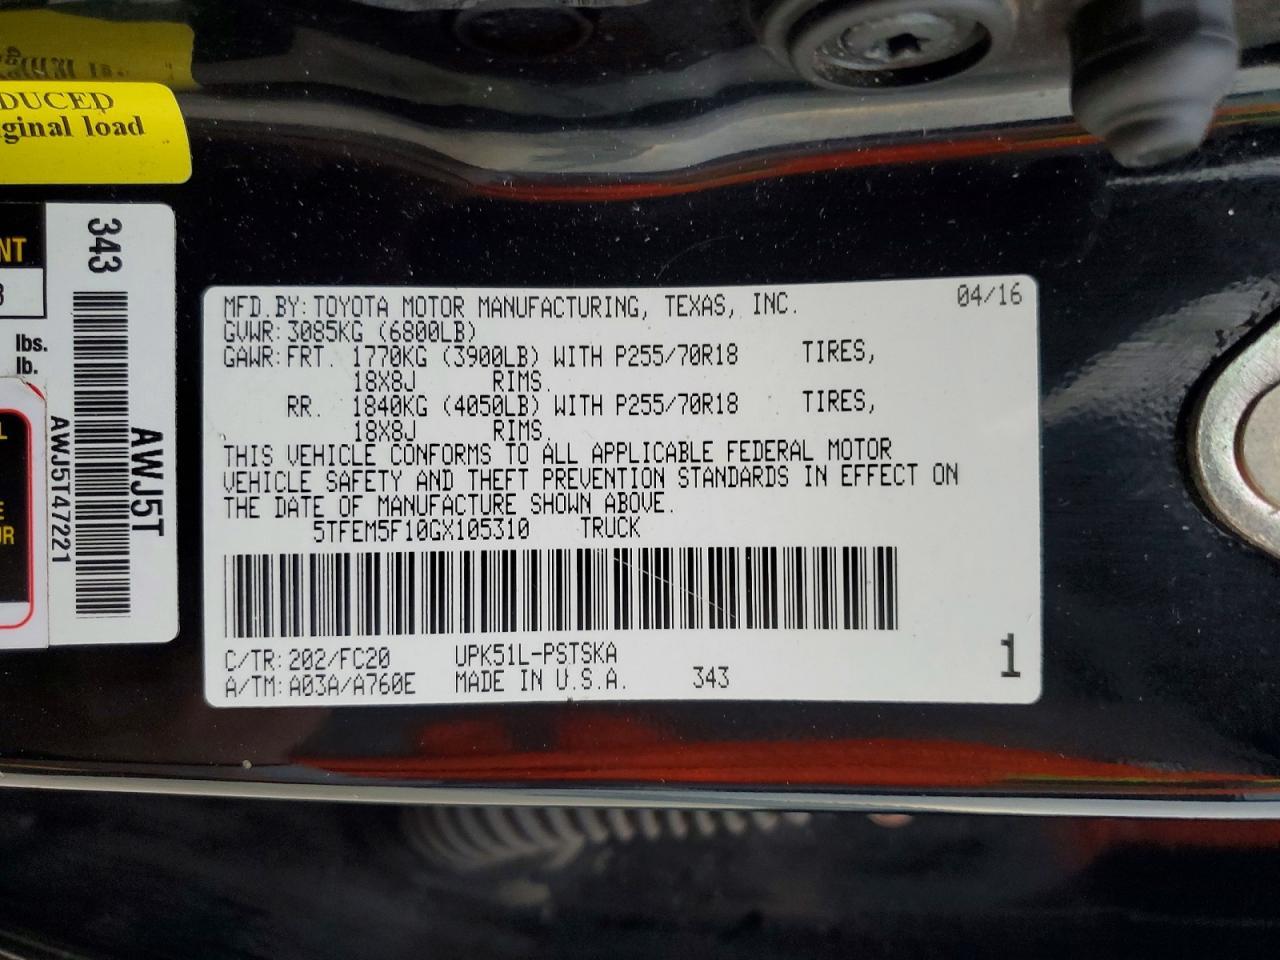 DUCED
ginal load
NT
lbs.
lb.
343
AWJ5T
AWJ5T47221
MFD. BY: TOYOTA MOTOR MANUFACTURING, TEXAS, INC. 04/16
GVWR: 3085KG (6800LB)
GAWR: FRT. 1770KG (3900LB) WITH P255/70R18 TIRES,
18X8J RIMS.
RR. 1840KG (4050LB) WITH P255/70R18 TIRES,
18X8J RIMS.
THIS VEHICLE CONFORMS TO ALL APPLICABLE FEDERAL MOTOR
VEHICLE SAFETY AND THEFT PREVENTION STANDARDS IN EFFECT ON
THE DATE OF MANUFACTURE SHOWN ABOVE.
5TFEM5F10GX105310 TRUCK
C/TR: 202/FC20 UPK51L-PSTSKA
A/TM: A03A/A760E MADE IN U.S.A. 343
1